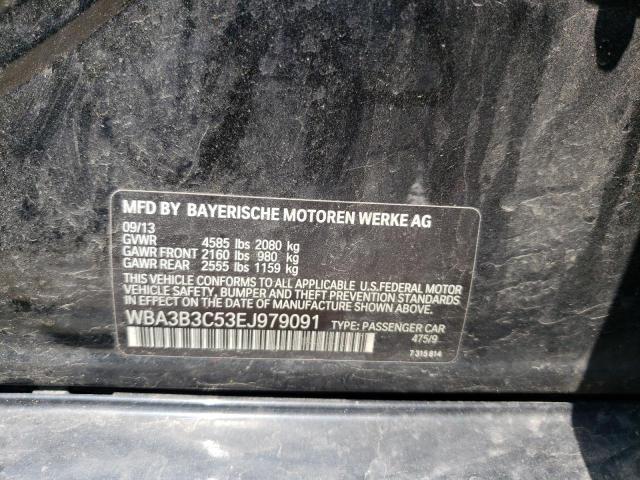 MFD BY BAYERISCHE MOTOREN WERKE AG
09/13
GVWR 4585 lbs 2080 kg
GAWR FRONT 2160 lbs 980 kg
GAWR REAR 2555 lbs 1159 kg
THIS VEHICLE CONFORMS TO ALL APPLICABLE U.S.FEDERAL MOTOR
VEHICLE SAFETY, BUMPER AND THEFT PREVENTION STANDARDS
IN EFFECT ON THE DATE OF MANUFACTURE SHOWN ABOVE.
WBA3B3C53EJ979091 TYPE: PASSENGER CAR
475/9
7 315 814